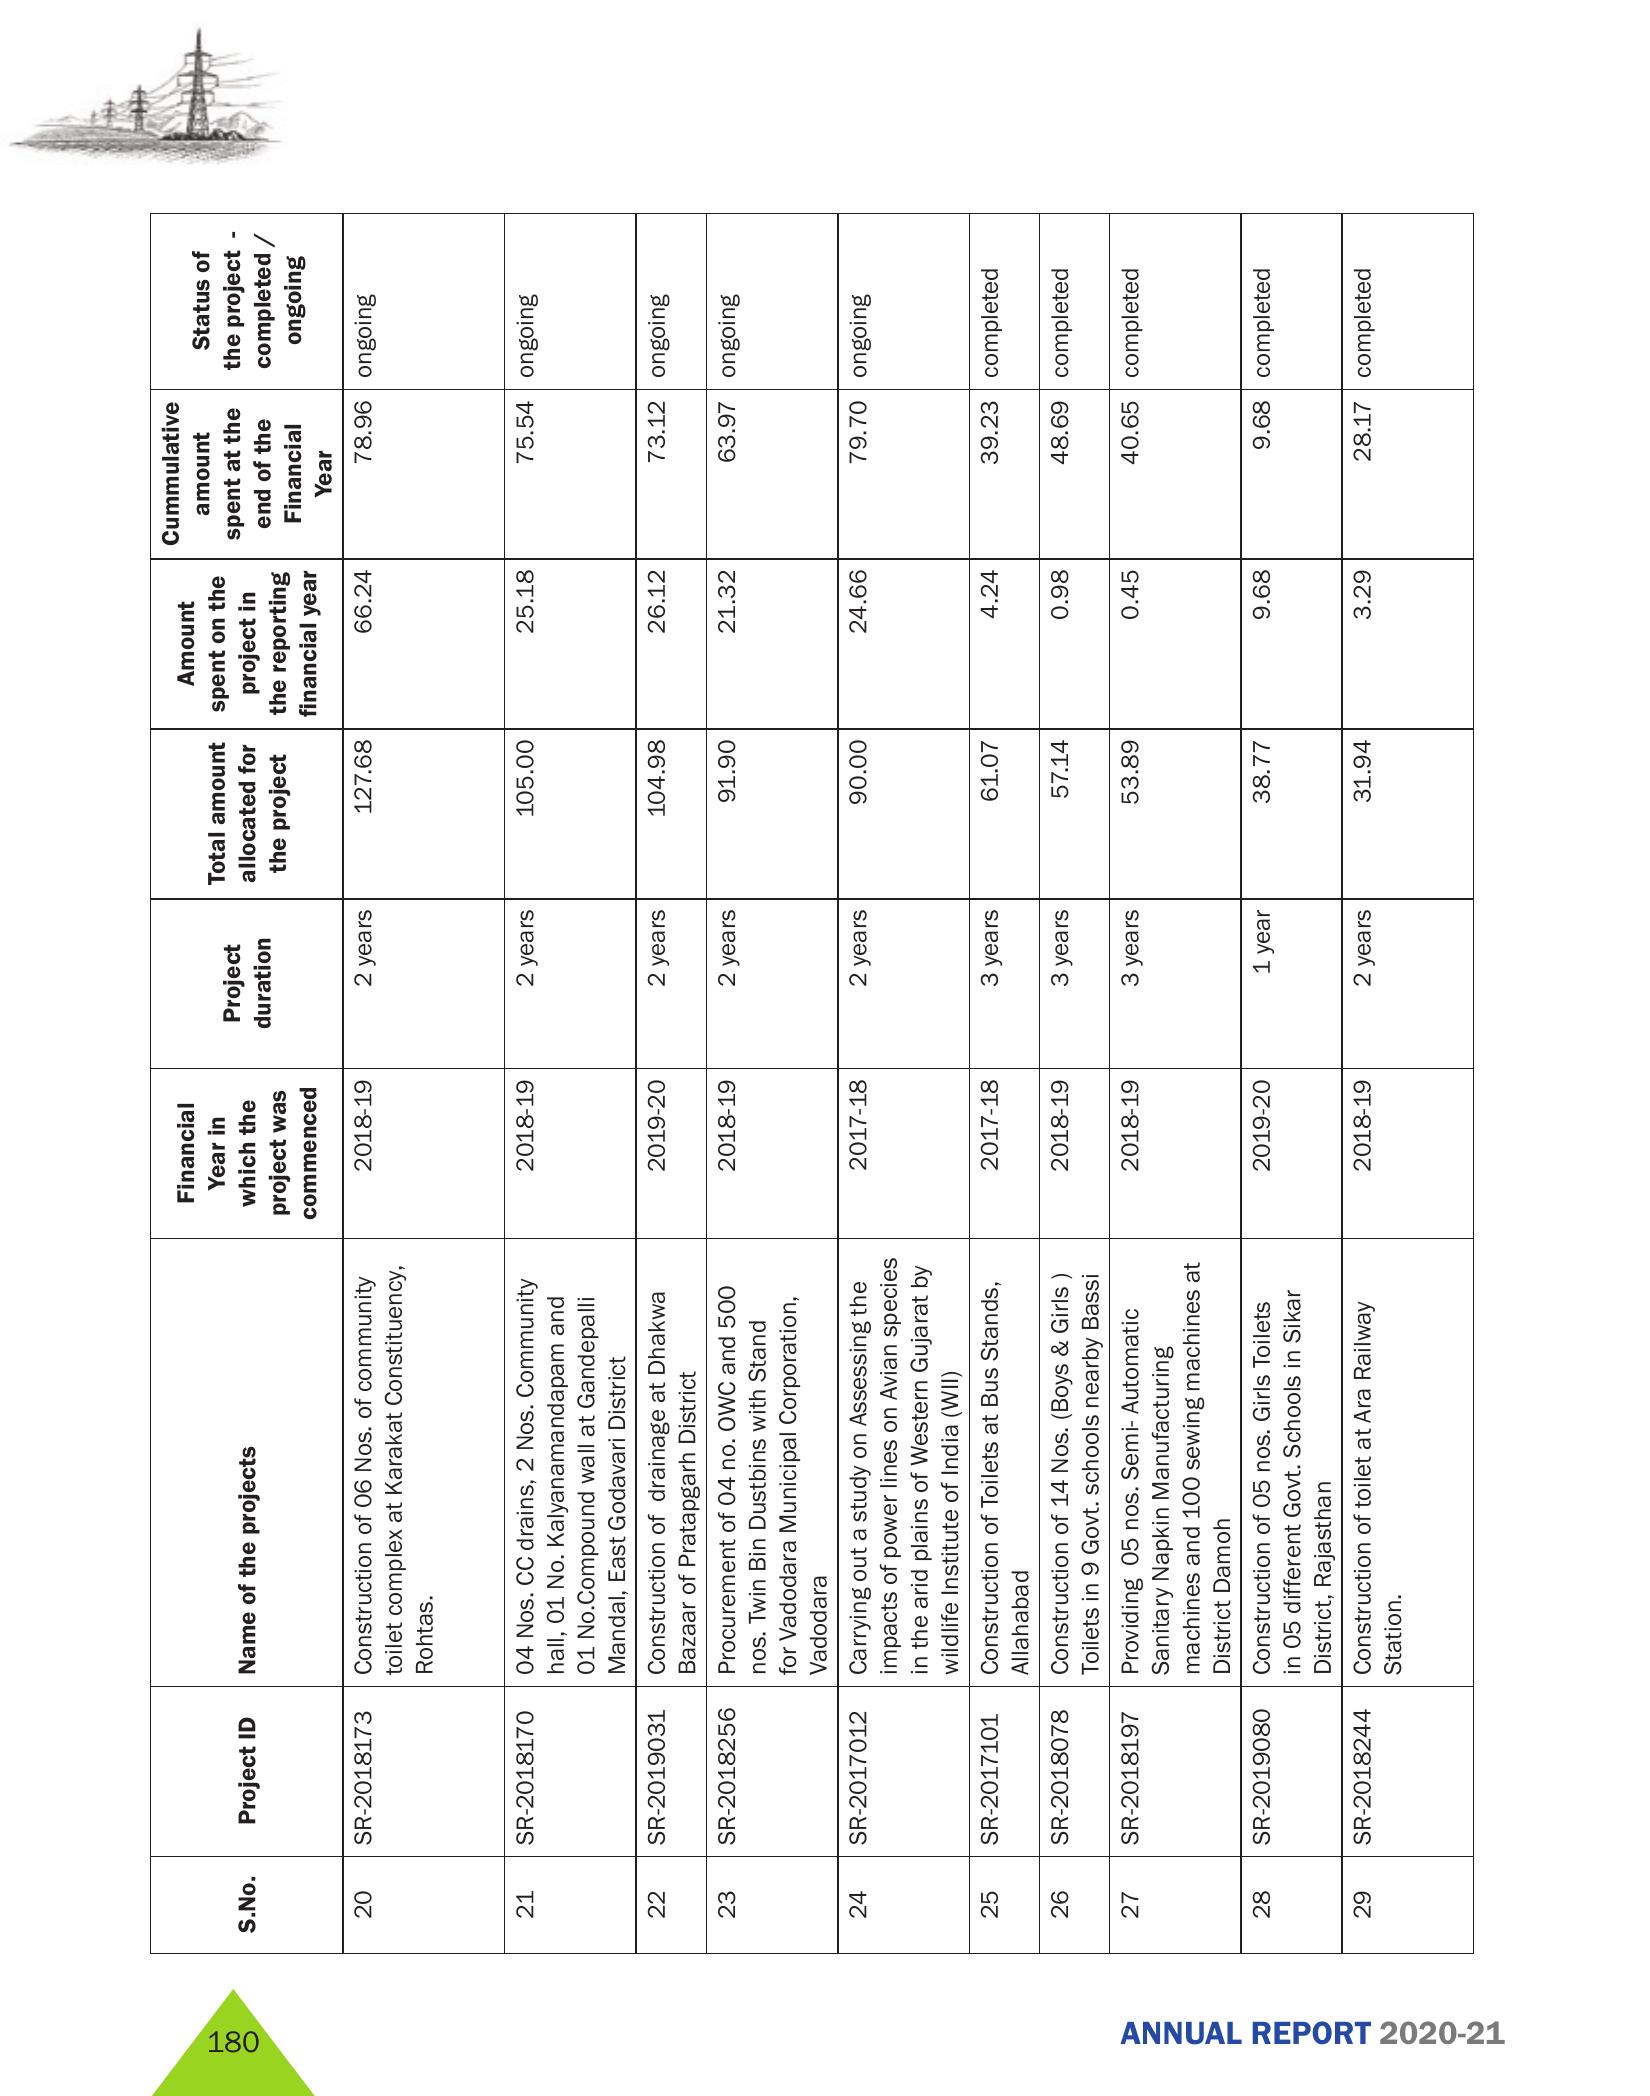 S.No.
Project ID
Name of the projects
Financial
Year in
which the
project was
commenced
Project
duration
Total amount
allocated for
the project
Amount
spent on the
project in
the reporting
financial year
Cummulative
amount
spent at the
end of the
Financial
Year
Status of
the project -
completed /
ongoing
20
SR-2018173
Construction of 06 Nos. of community
toilet complex at Karakat Constituency,
Rohtas.
2018-19
2 years
127.68
66.24
78.96
ongoing
21
SR-2018170
04 Nos. CC drains, 2 Nos. Community
hall, 01 No. Kalyanamandapam and
01 No.Compound wall at Gandepalli
Mandal, East Godavari District
2018-19
2 years
105.00
25.18
75.54
ongoing
22
SR-2019031
Construction of drainage at Dhakwa
Bazaar of Pratapgarh District
2019-20
2 years
104.98
26.12
73.12
ongoing
23
SR-2018256
Procurement of 04 no. OWC and 500
nos. Twin Bin Dustbins with Stand
for Vadodara Municipal Corporation,
Vadodara
2018-19
2 years
91.90
21.32
63.97
ongoing
24
SR-2017012
Carrying out a study on Assessing the
impacts of power lines on Avian species
in the arid plains of Western Gujarat by
wildlife Institute of India (WII)
2017-18
2 years
90.00
24.66
79.70
ongoing
25
SR-2017101
Construction of Toilets at Bus Stands,
Allahabad
2017-18
3 years
61.07
4.24
39.23
completed
26
SR-2018078
Construction of 14 Nos. (Boys & Girls )
Toilets in 9 Govt. schools nearby Bassi
2018-19
3 years
57.14
0.98
48.69
completed
27
SR-2018197
Providing 05 nos. Semi- Automatic
Sanitary Napkin Manufacturing
machines and 100 sewing machines at
District Damoh
2018-19
3 years
53.89
0.45
40.65
completed
28
SR-2019080
Construction of 05 nos. Girls Toilets
in 05 different Govt. Schools in Sikar
District, Rajasthan
2019-20
1 year
38.77
9.68
9.68
completed
29
SR-2018244
Construction of toilet at Ara Railway
Station.
2018-19
2 years
31.94
3.29
28.17
completed
180
ANNUAL REPORT 2020-21